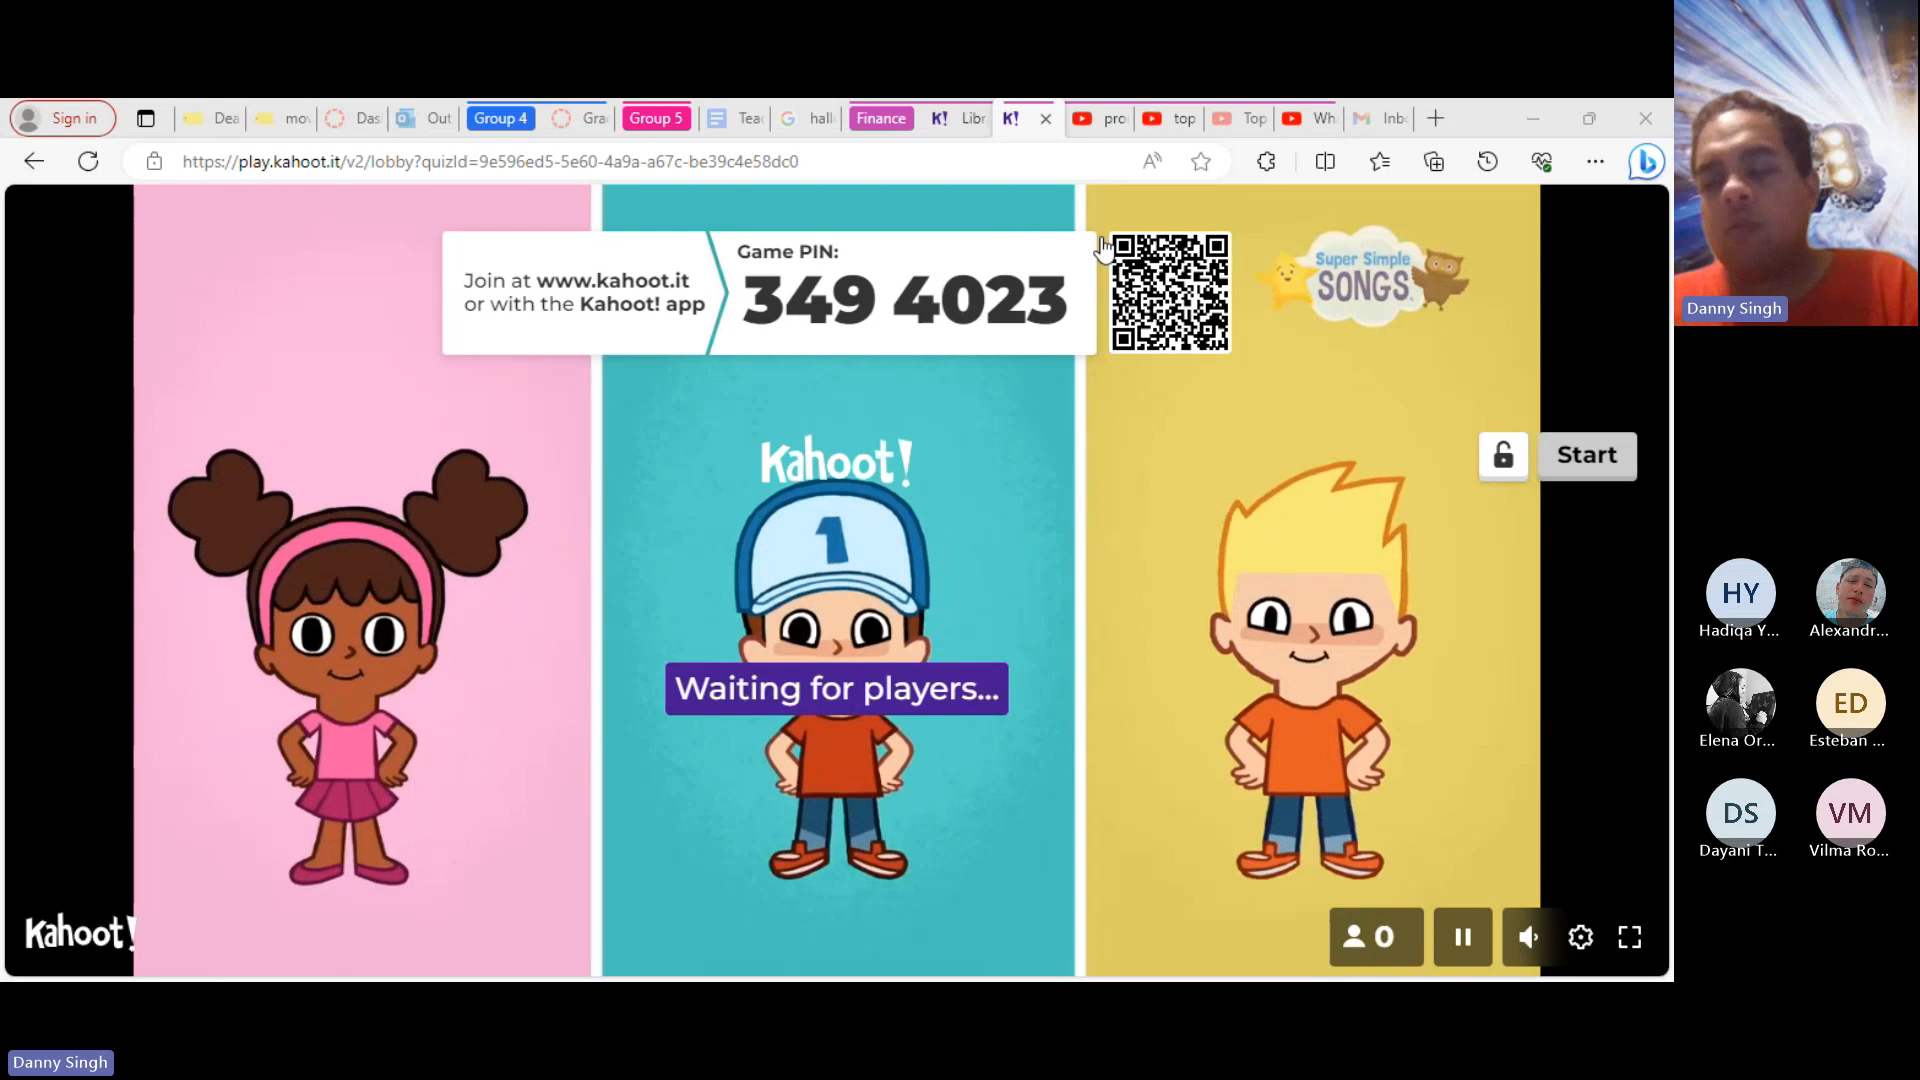 Sign in
Dea
mov
Das
Out
Group 4
Gra
Group 5
Tea
hall
Finance
K! Libr
K!
pro
top
Top
Wh
Inb
https://play.kahoot.it/v2/lobby?quizId=9e596ed5-5e60-4a9a-a67c-be39c4e58dc0
Join at www.kahoot.it
or with the Kahoot! app
Game PIN:
349 4023
Super Simple
SONGS
Kahoot!
1
Start
Waiting for players...
Kahoot!
0
Danny Singh
HY
Hadiqa Y...
Alexandr...
Elena Or...
ED
Esteban ...
DS
Dayani T...
VM
Vilma Ro...
Danny Singh